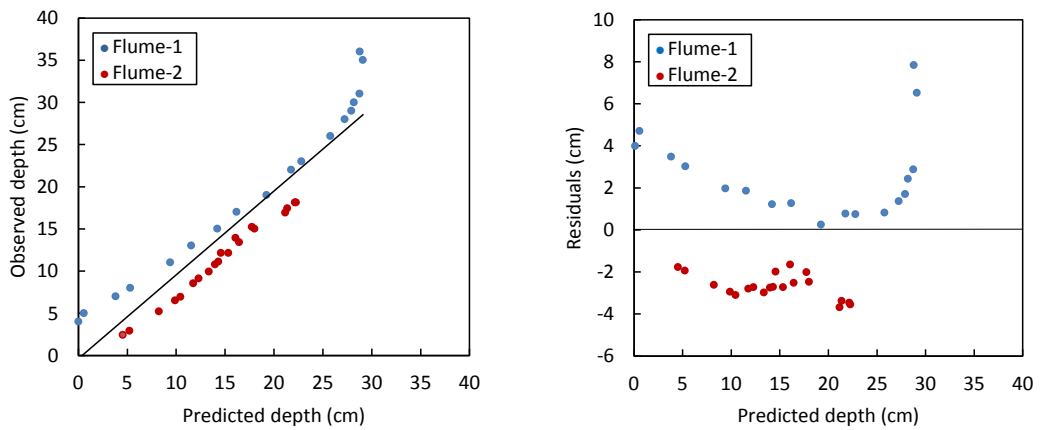 40
35
30
25
20
15
10
5
0
Observed depth (cm)
Flume-1
Flume-2
0 5 10 15 20 25 30 35 40
Predicted depth (cm)
10
8
6
4
2
0
-2
-4
-6
Residuals (cm)
Flume-1
Flume-2
0 5 10 15 20 25 30 35 40
Predicted depth (cm)